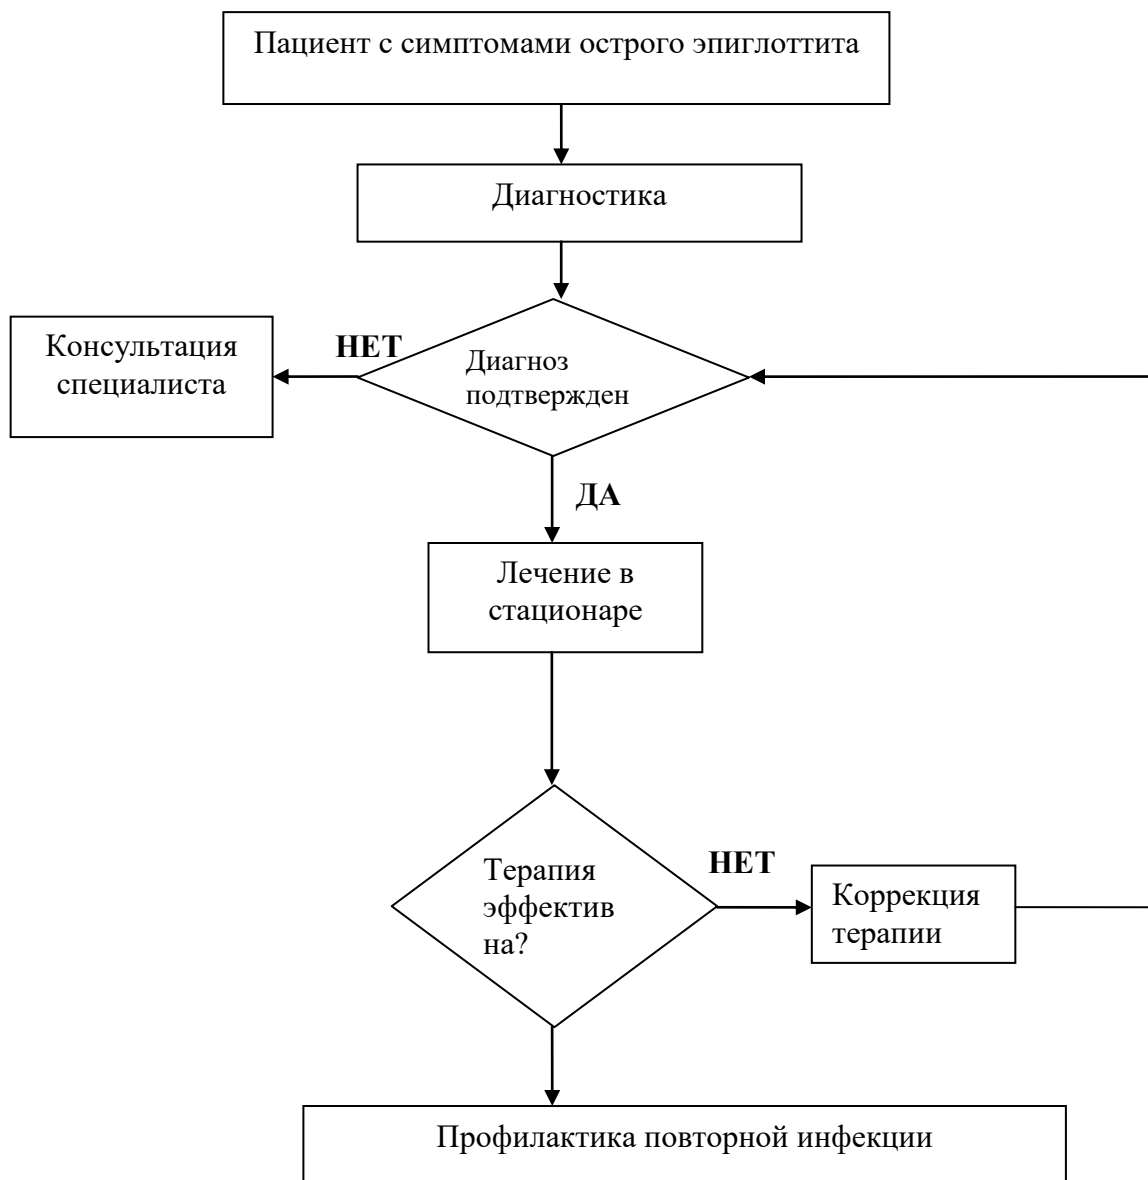 Пациент с симптомами острого эпиглоттита
Диагностика
Консультация
специалиста
НЕТ
Диагноз
подтвержден
ДА
Лечение в
стационаре
Терапия
эффектив
на?
НЕТ
Коррекция
терапии
Профилактика повторной инфекции